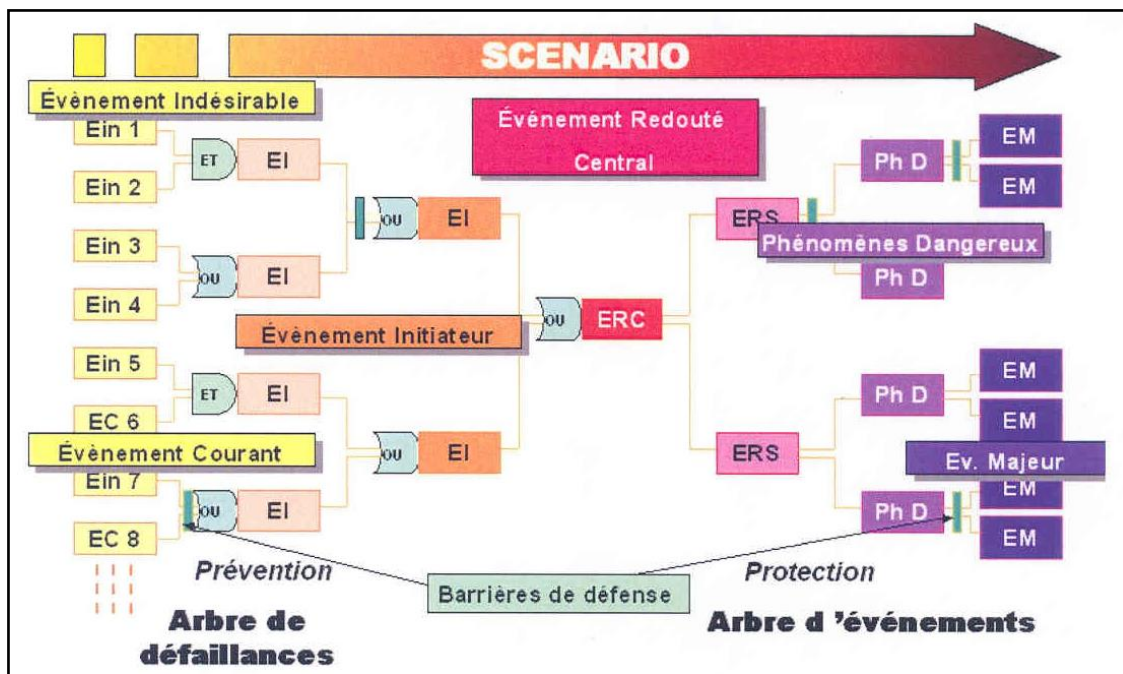 SCENARIO
Évènement Indésirable
Événement Redouté
Central
Ein 1
ET
EI
Ein 2
OU
EI
Ein 3
OU
EI
Ein 4
Évènement Initiateur
OU
ERC
ERS
Ph D
EM
EM
Phénomènes Dangereux
Ph D
Ein 5
ET
EI
EC 6
Évènement Courant
OU
EI
Ein 7
OU
EI
EC 8
ERS
Ph D
EM
EM
Ev. Majeur
Ph D
EM
EM
Prévention
Barrières de défense
Protection
Arbre de
défaillances
Arbre d 'événements